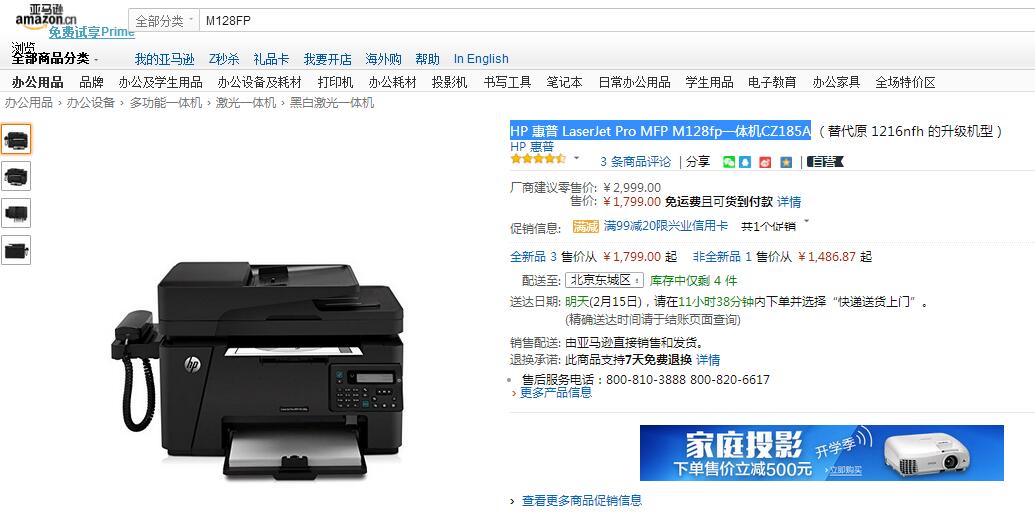 亚马逊
amazon.cn
免费试享Prime
全部分类
M128FP
浏览
全部商品分类
我的亚马逊 Z秒杀 礼品卡 我要开店 海外购 帮助 In English
办公用品 品牌 办公及学生用品 办公设备及耗材 打印机 办公耗材 投影机 书写工具 笔记本 日常办公用品 学生用品 电子教育 办公家具 全场特价区
办公用品 › 办公设备 › 多功能一体机 › 激光一体机 › 黑白激光一体机
HP 惠普 LaserJet Pro MFP M128fp一体机CZ185A（替代原 1216nfh 的升级机型）
HP 惠普
3 条商品评论 | 分享 | 自营
厂商建议零售价: ￥2,999.00
售价: ￥1,799.00 免运费且可货到付款 详情
促销信息: 满减 满99减20限兴业信用卡 共1个促销
全新品 3 售价从 ￥1,799.00 起 非全新品 1 售价从 ￥1,486.87 起
配送至: 北京东城区 库存中仅剩 4 件
送达日期: 明天(2月15日)，请在11小时38分钟内下单并选择“快递送货上门”。
(精确送达时间请于结账页面查询)
销售配送: 由亚马逊直接销售和发货。
退换承诺: 此商品支持7天免费退换 详情
售后服务电话：800-810-3888 800-820-6617
› 更多产品信息
hp
家庭投影 开学季
下单售价立减500元 ›立即购买
› 查看更多商品促销信息